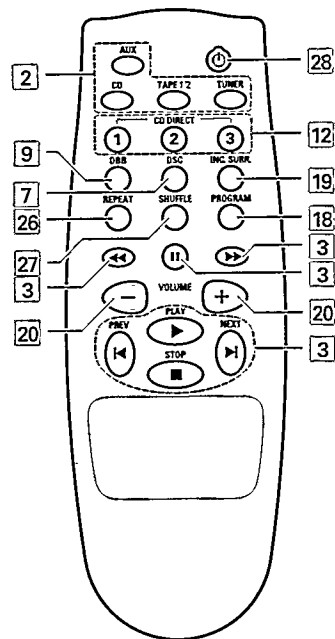 2
AUX
28
CD TAPE 1⁄2 TUNER
CD DIRECT
1 2 3
12
9
DBB DSC INC. SURR.
7
19
26
REPEAT SHUFFLE PROGRAM
18
27
3
3
3
VOLUME
20
20
PLAY
PREV NEXT
3
STOP